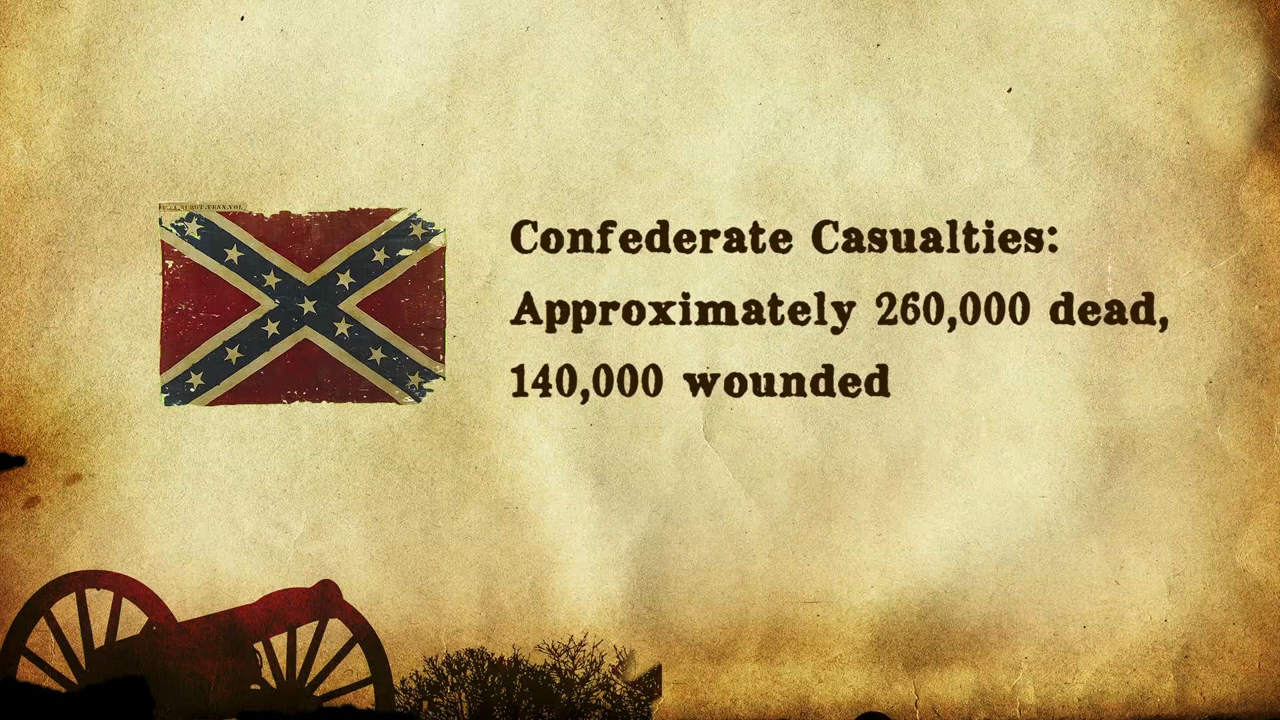 Confederate Casualties:
Approximately 260,000 dead,
140,000 wounded